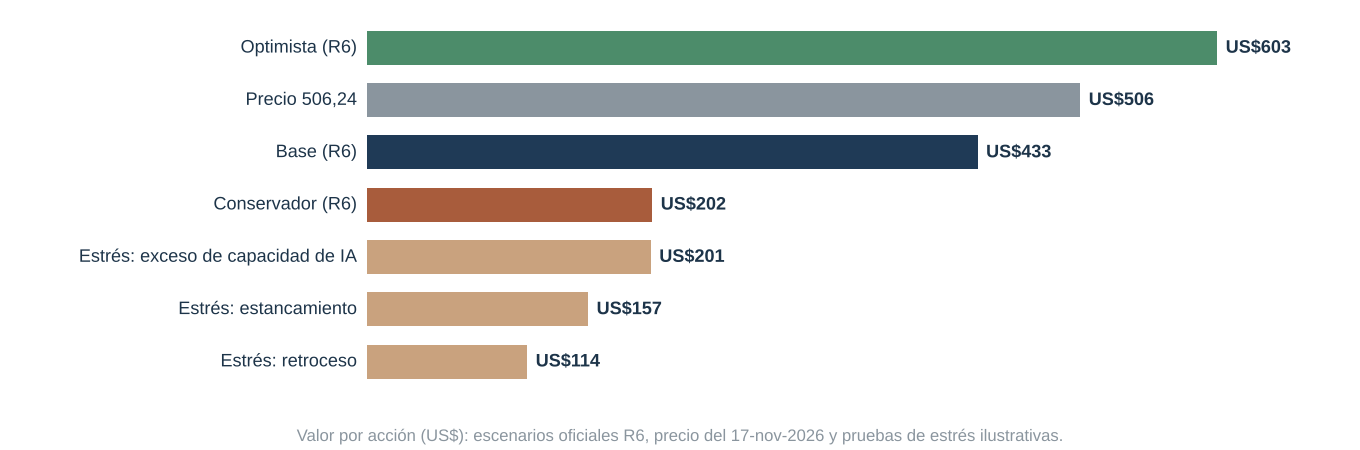 Optimista (R6) US$603
Precio 506,24 US$506
Base (R6) US$433
Conservador (R6) US$202
Estrés: exceso de capacidad de IA US$201
Estrés: estancamiento US$157
Estrés: retroceso US$114
Valor por acción (US$): escenarios oficiales R6, precio del 17-nov-2026 y pruebas de estrés ilustrativas.